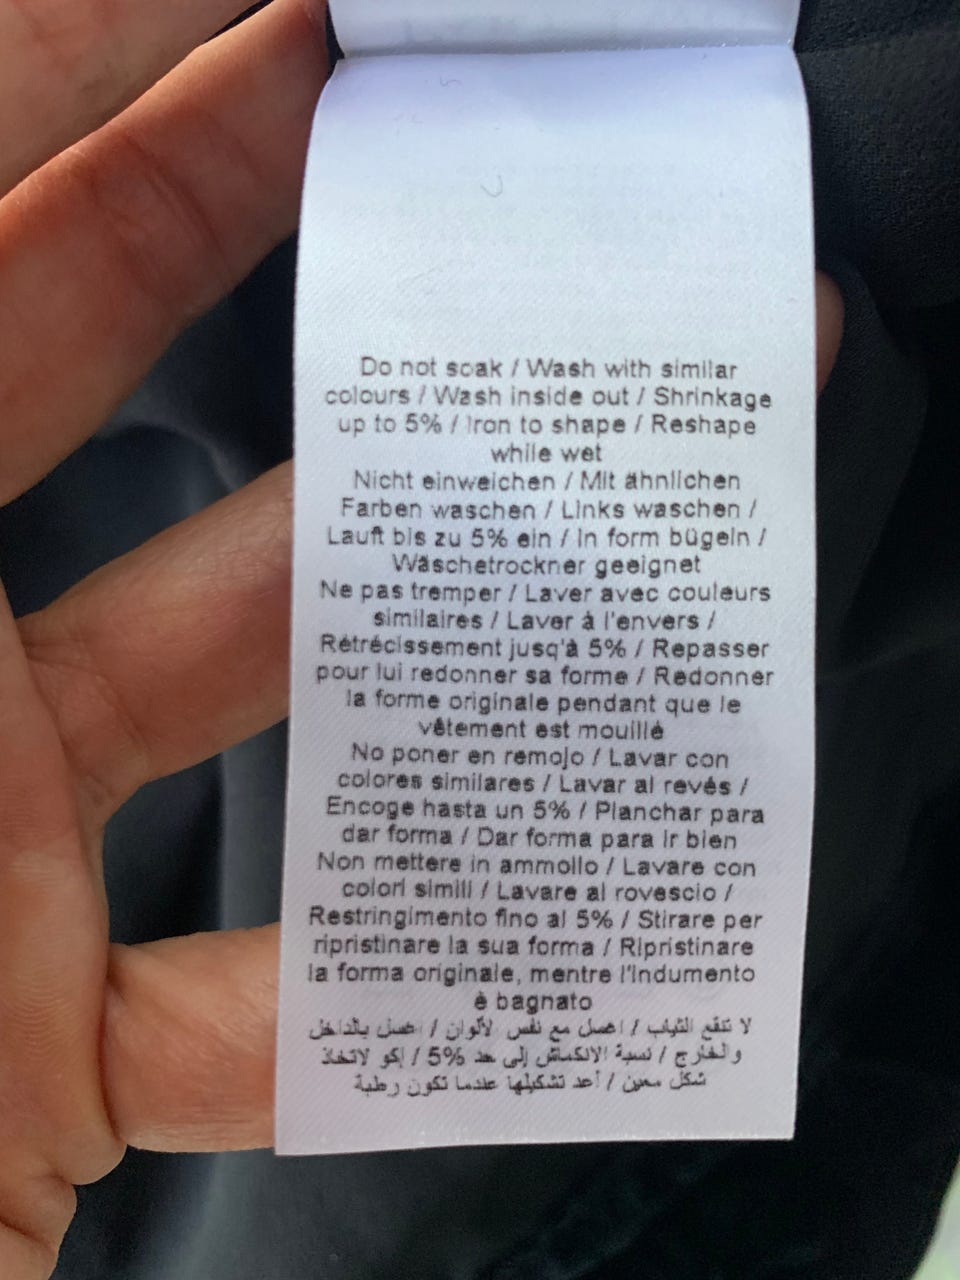 Do not soak / Wash with similar
colours / Wash inside out / Shrinkage
up to 5% / Iron to shape / Reshape
while wet
Nicht einweichen / Mit ähnlichen
Farben waschen / Links waschen /
Lauft bis zu 5% ein / In form bügeln /
Wäschetrockner geeignet
Ne pas tremper / Laver avec couleurs
similaires / Laver à l'envers /
Rétrécissement jusq'à 5% / Repasser
pour lui redonner sa forme / Redonner
la forme originale pendant que le
vêtement est mouillé
No poner en remojo / Lavar con
colores similares / Lavar al revés /
Encoge hasta un 5% / Planchar para
dar forma / Dar forma para ir bien
Non mettere in ammollo / Lavare con
colori simili / Lavare al rovescio /
Restringimento fino al 5% / Stirare per
ripristinare la sua forma / Ripristinare
la forma originale, mentre l'indumento
è bagnato
لا تنقع الثياب / اغسل مع نفس لألوان / اغسل بالداخل
والخارج / نسبة الانكماش إلى حد 5% / إكو لاتخاذ
شكل معين / أعد تشكيلها عندما تكون رطبة